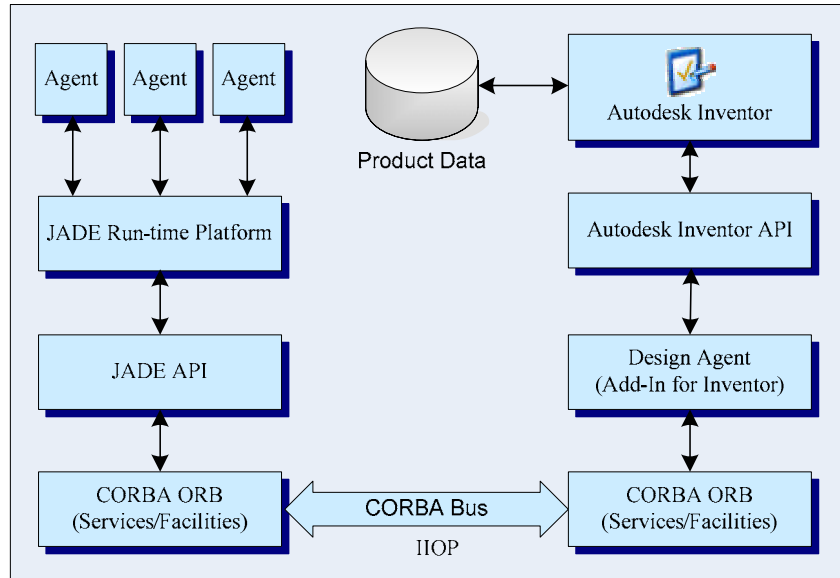 Agent
Agent
Agent
Product Data
Autodesk Inventor
JADE Run-time Platform
Autodesk Inventor API
JADE API
Design Agent
(Add-In for Inventor)
CORBA ORB
(Services/Facilities)
CORBA Bus
IIOP
CORBA ORB
(Services/Facilities)